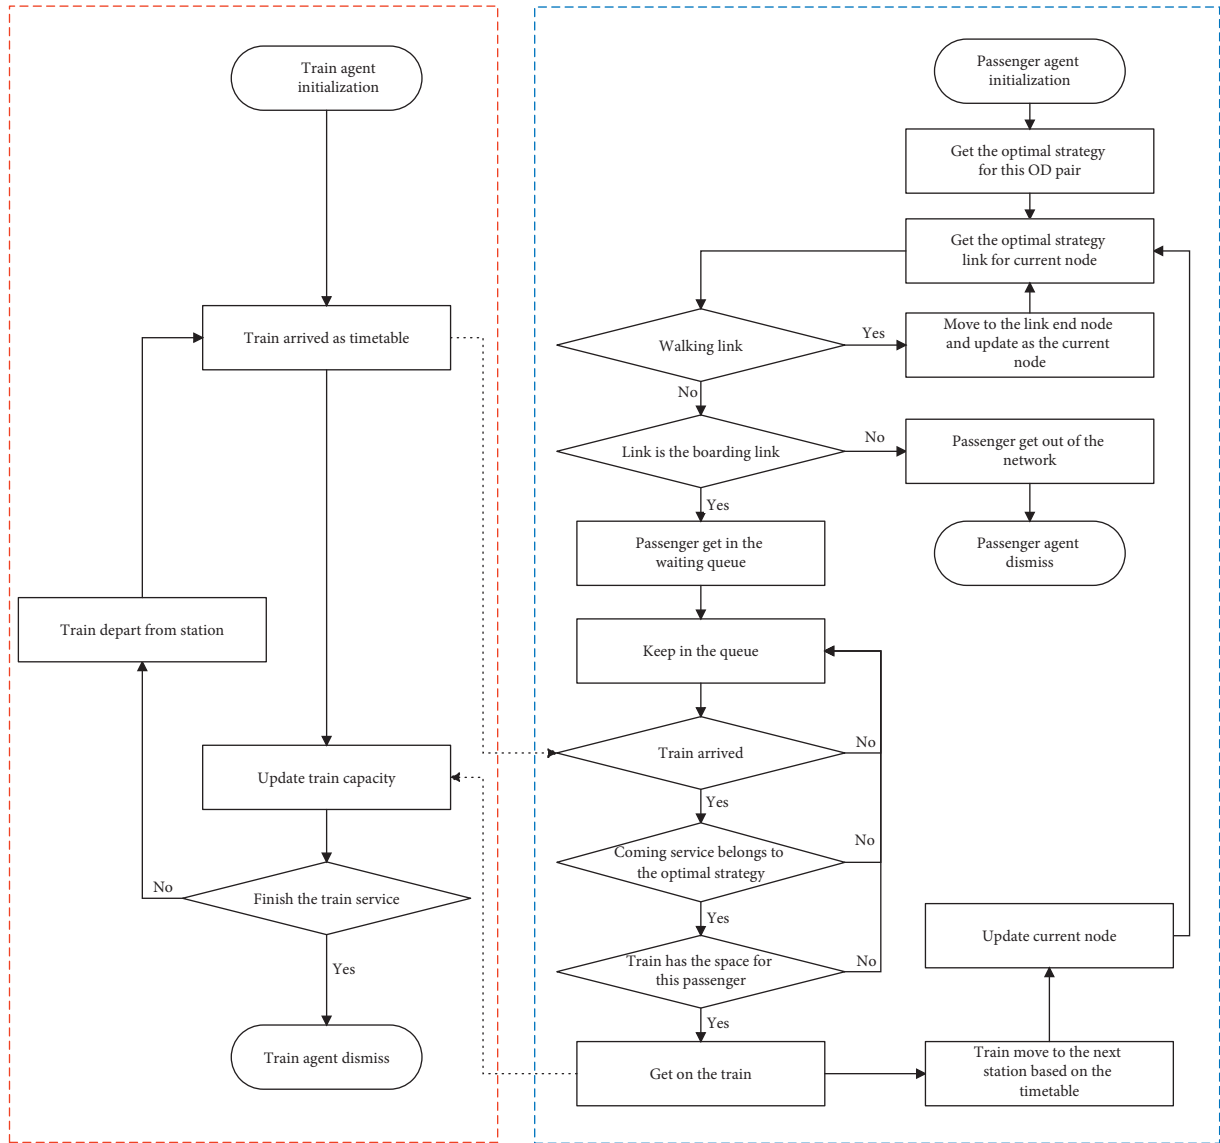 Train agent
initialization
Train arrived as timetable
Train depart from station
Update train capacity
No
Finish the train service
Yes
Train agent dismiss
Passenger agent
initialization
Get the optimal strategy
for this OD pair
Get the optimal strategy
link for current node
Walking link
Yes
Move to the link end node
and update as the current
node
No
Link is the boarding link
No
Passenger get out of the
network
Yes
Passenger get in the
waiting queue
Passenger agent
dismiss
Keep in the queue
Train arrived
No
Yes
Coming service belongs to
the optimal strategy
No
Yes
Train has the space for
this passenger
No
Yes
Get on the train
Update current node
Train move to the next
station based on the
timetable